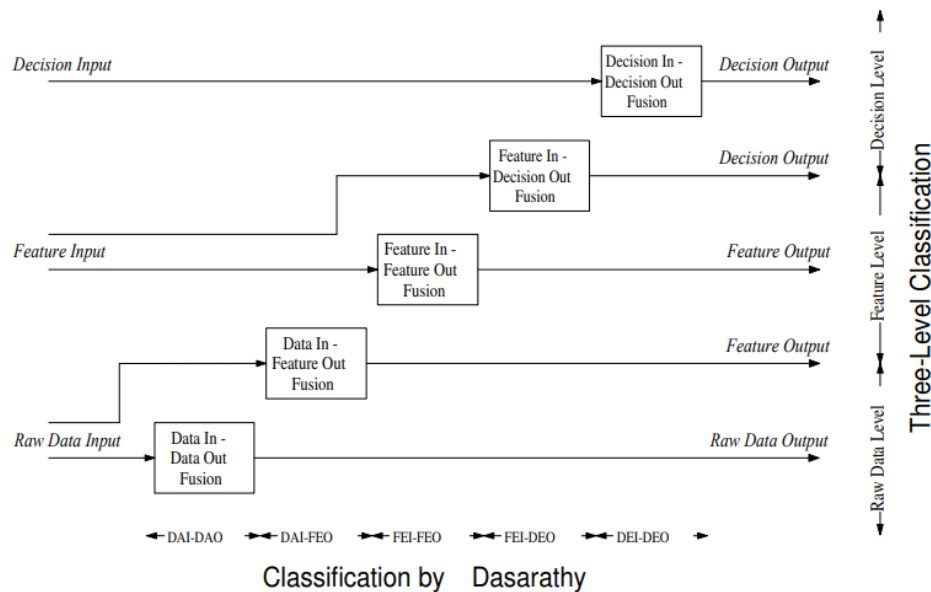 Decision Input
Decision In -
Decision Out
Fusion
Decision Output
Feature In -
Decision Out
Fusion
Decision Output
Feature Input
Feature In -
Feature Out
Fusion
Feature Output
Data In -
Feature Out
Fusion
Feature Output
Raw Data Input
Data In -
Data Out
Fusion
Raw Data Output
DAI-DAO
DAI-FEO
FEI-FEO
FEI-DEO
DEI-DEO
Classification by Dasarathy
Decision Level
Feature Level
Raw Data Level
Three-Level Classification